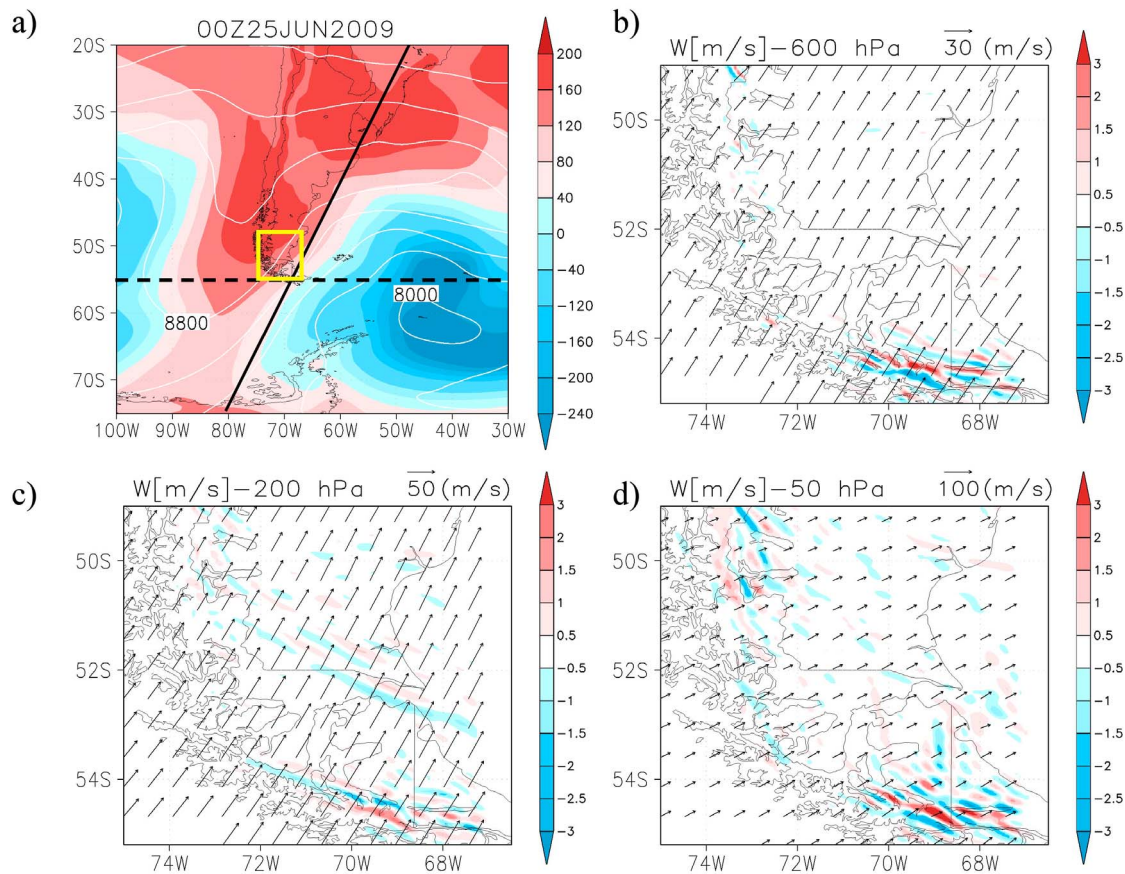 a)
00Z25JUN2009
20S
30S
40S
50S
60S
70S
100W 90W 80W 70W 60W 50W 40W 30W
8800
8000
200
160
120
80
40
0
-40
-80
-120
-160
-200
-240
b)
W[m/s]-600 hPa 30 (m/s)
50S
52S
54S
74W 72W 70W 68W
3
2
1.5
1
0.5
-0.5
-1
-1.5
-2
-2.5
-3
c)
W[m/s]-200 hPa 50(m/s)
50S
52S
54S
74W 72W 70W 68W
3
2
1.5
1
0.5
-0.5
-1
-1.5
-2
-2.5
-3
d)
W[m/s]-50 hPa 100(m/s)
50S
52S
54S
74W 72W 70W 68W
3
2
1.5
1
0.5
-0.5
-1
-1.5
-2
-2.5
-3